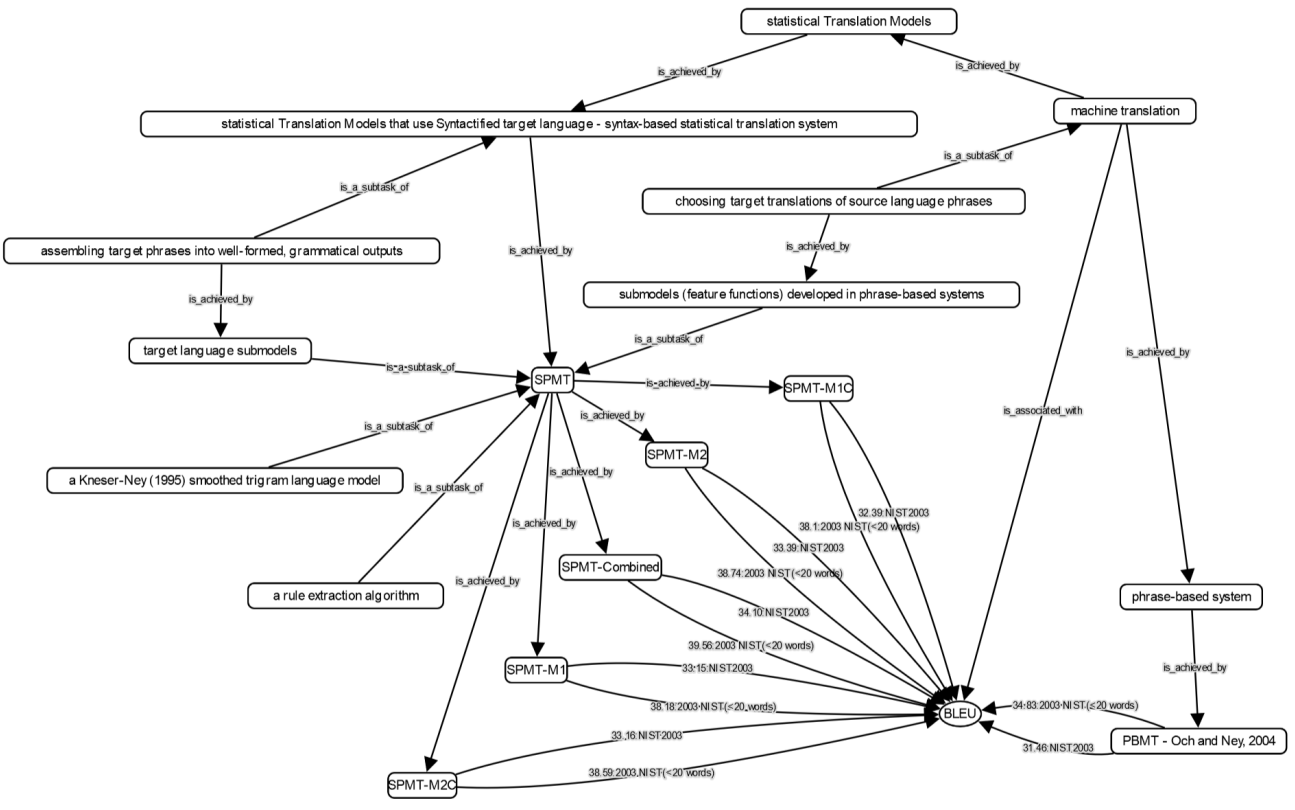 statistical Translation Models
is_achieved_by
is_achieved_by
machine translation
statistical Translation Models that use Syntactified target language - syntax-based statistical translation system
is_a_subtask_of
is_a_subtask_of
choosing target translations of source language phrases
assembling target phrases into well-formed, grammatical outputs
is_achieved_by
is_achieved_by
is_achieved_by
submodels (feature functions) developed in phrase-based systems
is_a_subtask_of
target language submodels
is_achieved_by
is_a_subtask_of
SPMT
is_achieved_by
SPMT-M1C
is_associated_with
is_achieved_by
is_a_subtask_of
SPMT-M2
is_achieved_by
a Kneser-Ney (1995) smoothed trigram language model
is_a_subtask_of
32.39:NIST2003
is_achieved_by
38.1:2003 NIST(<20 words)
33.39:NIST2003
SPMT-Combined
38.74:2003 NIST(<20 words)
is_achieved_by
a rule extraction algorithm
phrase-based system
34.10:NIST2003
39.56:2003 NIST(<20 words)
SPMT-M1
33.15:NIST2003
is_achieved_by
38.18:2003 NIST(<20 words)
BLEU
34.83:2003 NIST(<20 words)
33.16:NIST2003
31.46:NIST2003
PBMT - Och and Ney, 2004
38.59:2003 NIST(<20 words)
SPMT-M2C